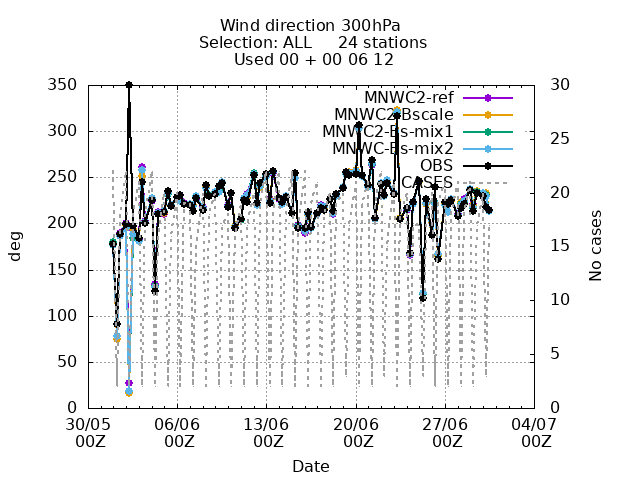 Wind direction 300hPa
Selection: ALL 24 stations
Used 00 + 00 06 12
MNWC2-ref
MNWC2-Bscale
MNWC2-Bs-mix1
MNWC-Bs-mix2
OBS
CASES
deg
350
300
250
200
150
100
50
0
No cases
30
25
20
15
10
5
0
30/05 06/06 13/06 20/06 27/06 04/07
00Z 00Z 00Z 00Z 00Z 00Z
Date